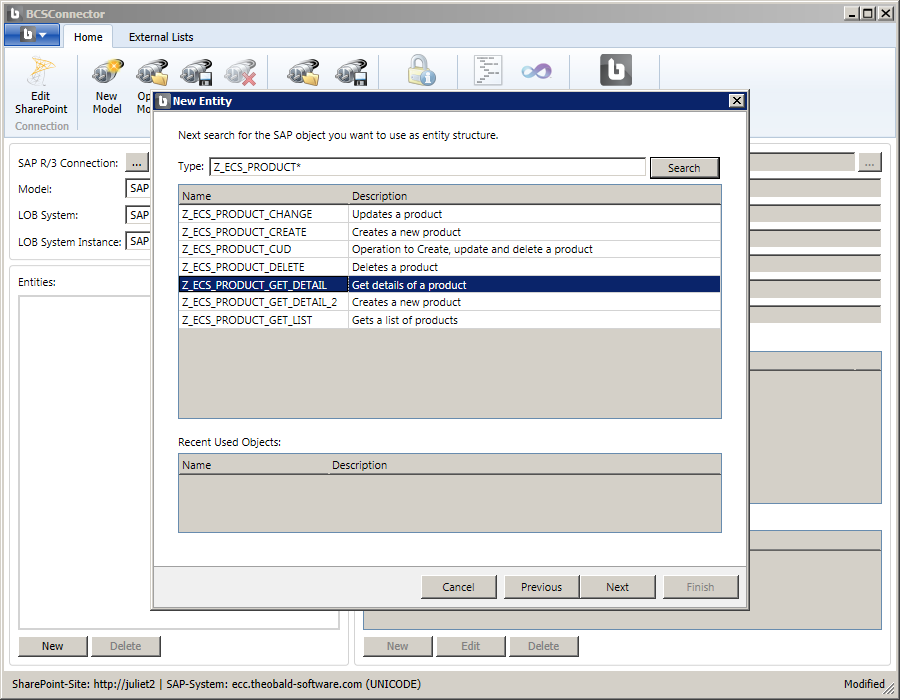 BCSConnector
Home
External Lists
Edit SharePoint
New Model
Op
Mo
Connection
New Entity
Next search for the SAP object you want to use as entity structure.
Type: Z_ECS_PRODUCT* Search
Name Description
Z_ECS_PRODUCT_CHANGE Updates a product
Z_ECS_PRODUCT_CREATE Creates a new product
Z_ECS_PRODUCT_CUD Operation to Create, update and delete a product
Z_ECS_PRODUCT_DELETE Deletes a product
Z_ECS_PRODUCT_GET_DETAIL Get details of a product
Z_ECS_PRODUCT_GET_DETAIL_2 Creates a new product
Z_ECS_PRODUCT_GET_LIST Gets a list of products
Recent Used Objects:
Name Description
Cancel Previous Next Finish
SAP R/3 Connection: ... ...
Model: SAP
LOB System: SAP
LOB System Instance: SAP
Entities:
New Delete New Edit Delete
SharePoint-Site: http://juliet2 | SAP-System: ecc.theobald-software.com (UNICODE) Modified